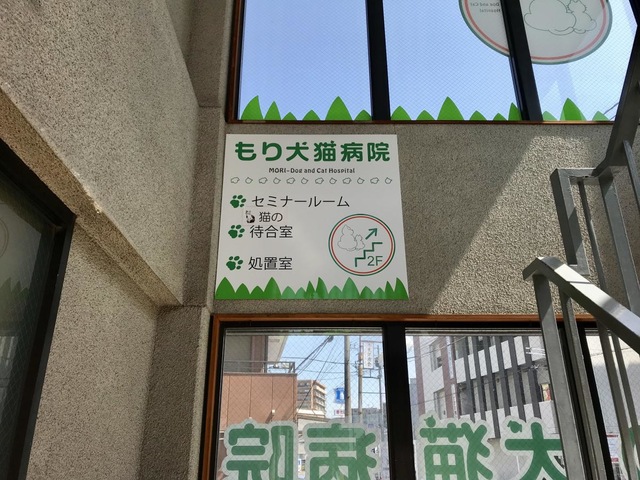 もり犬猫病院
MORI-Dog and Cat Hospital
セミナールーム
猫の
待合室
処置室
2F
犬猫病院